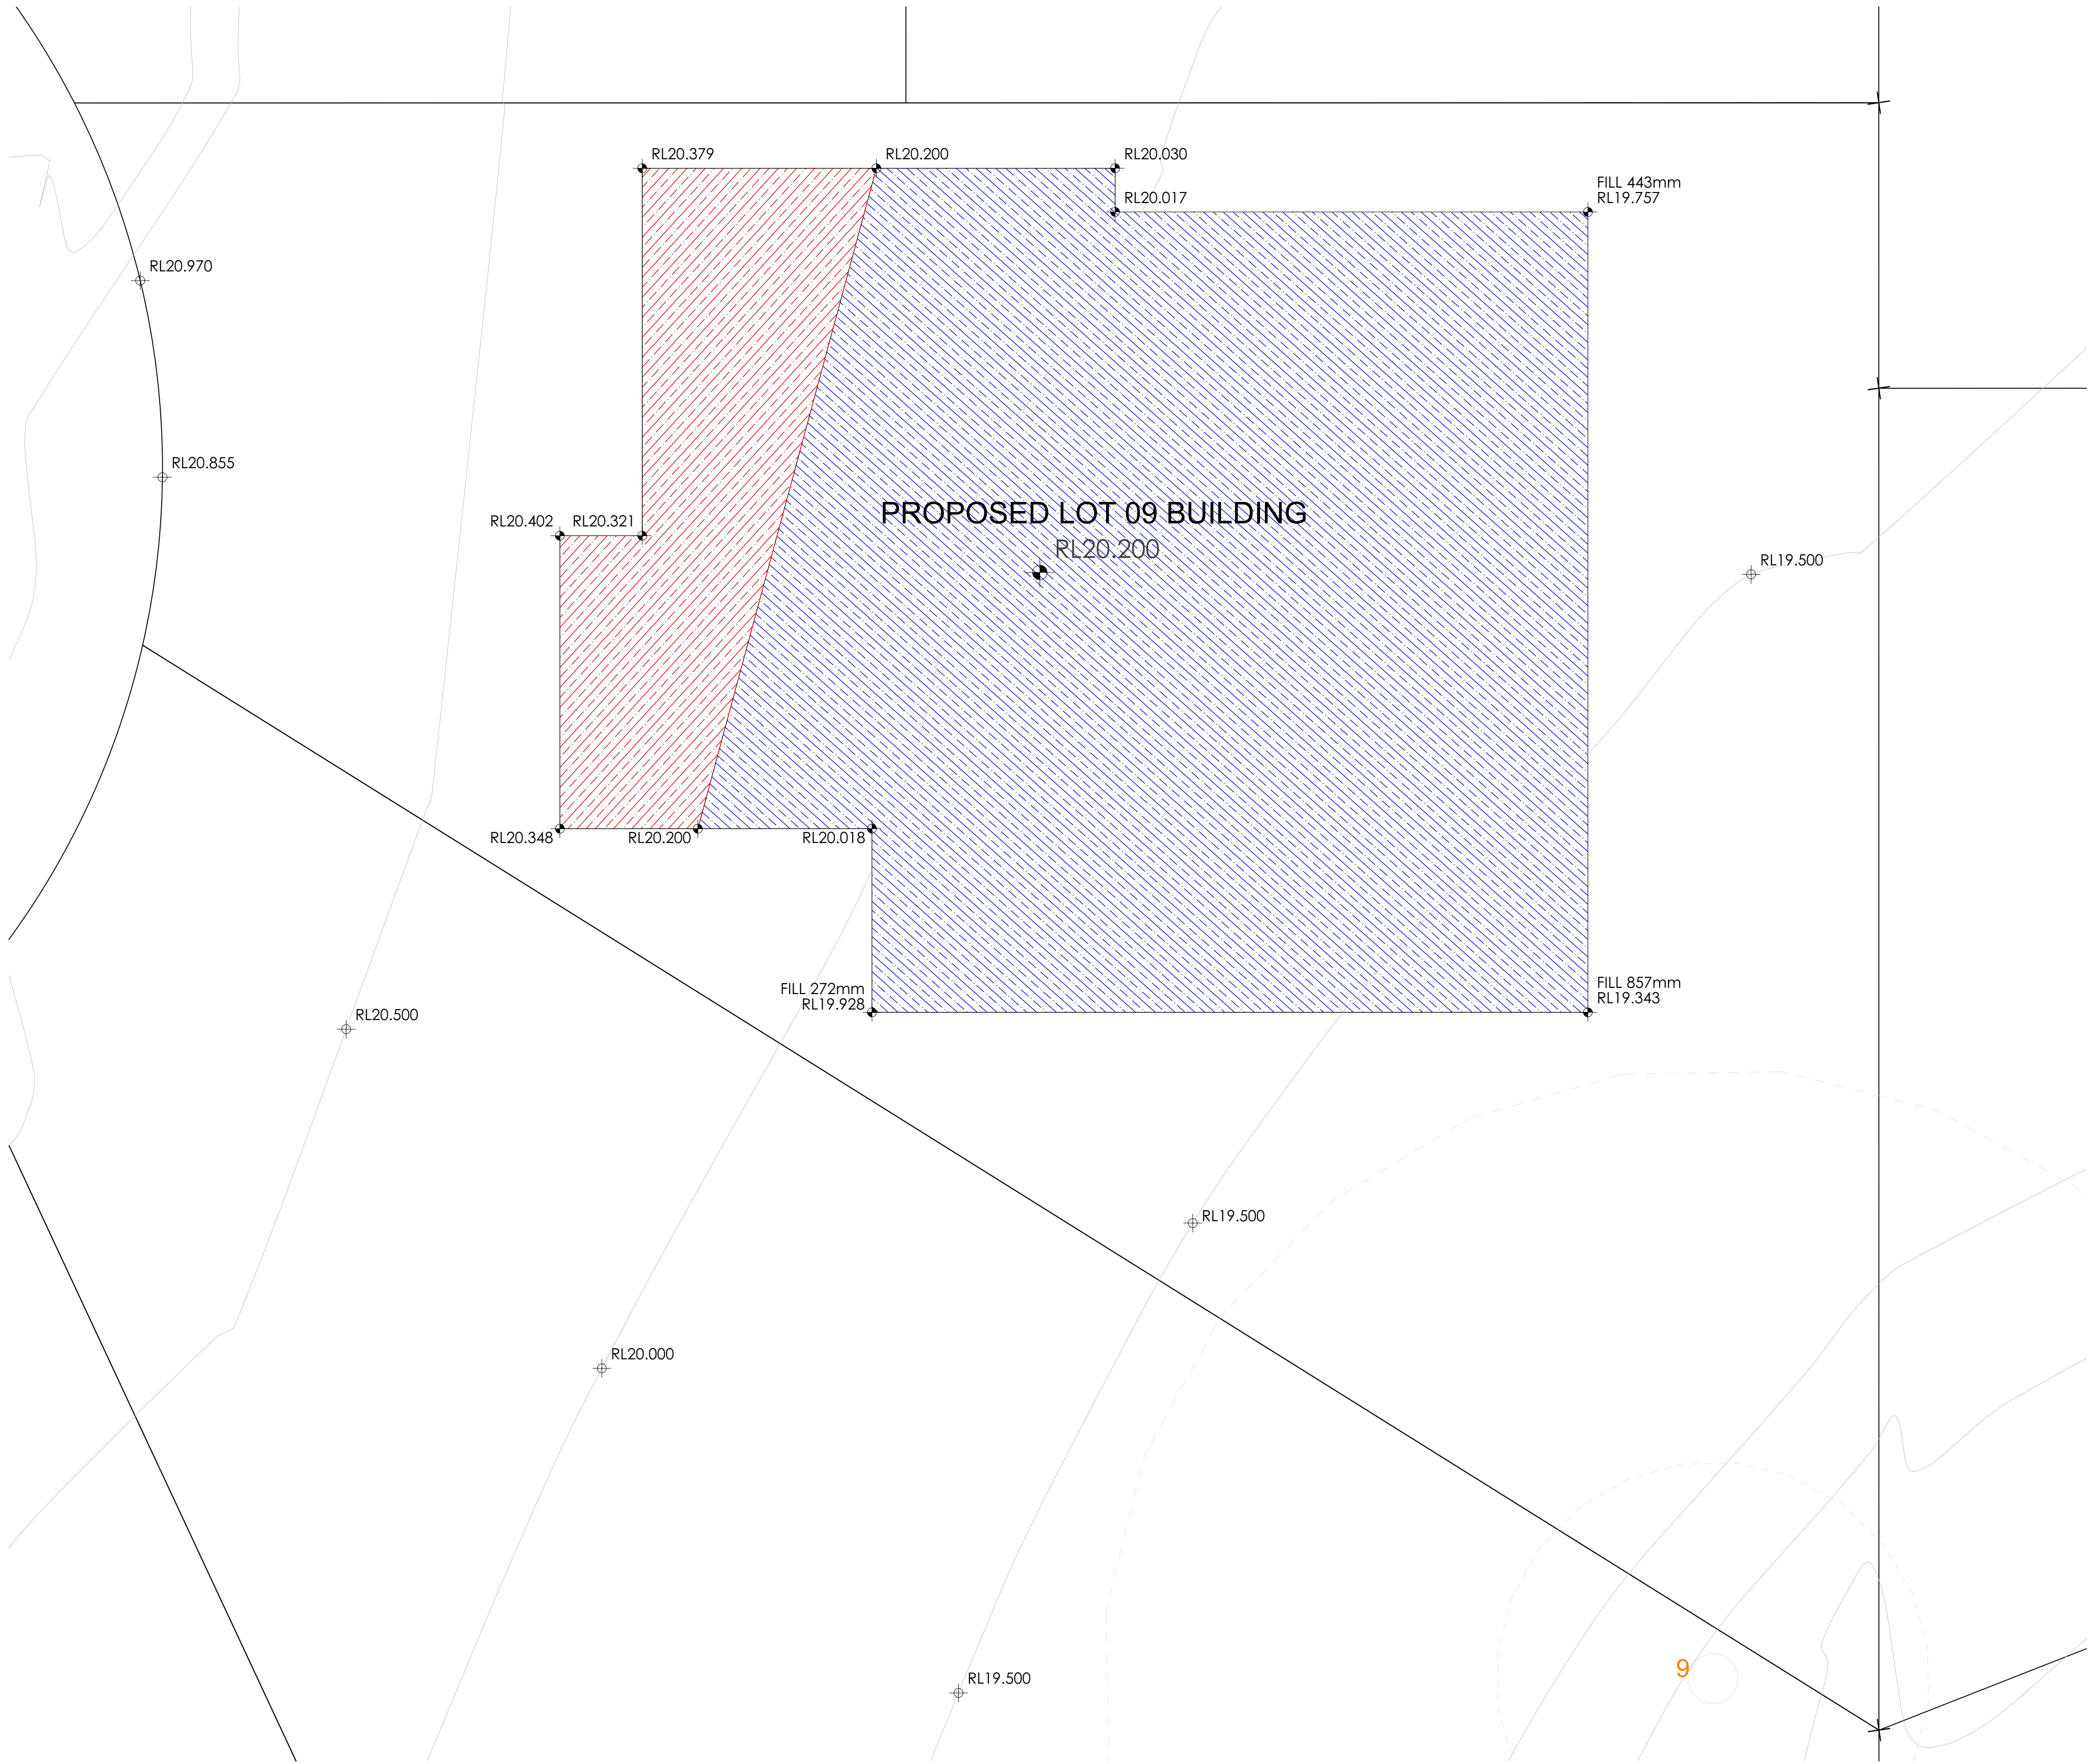 RL20.379
RL20.200
RL20.030
FILL 443mm
RL19.757
RL20.017
RL20.970
RL20.855
RL20.402
RL20.321
PROPOSED LOT 09 BUILDING
RL20.200
RL19.500
RL20.348
RL20.200
RL20.018
FILL 272mm
RL19.928
FILL 857mm
RL19.343
RL20.500
RL19.500
RL20.000
RL19.500
9